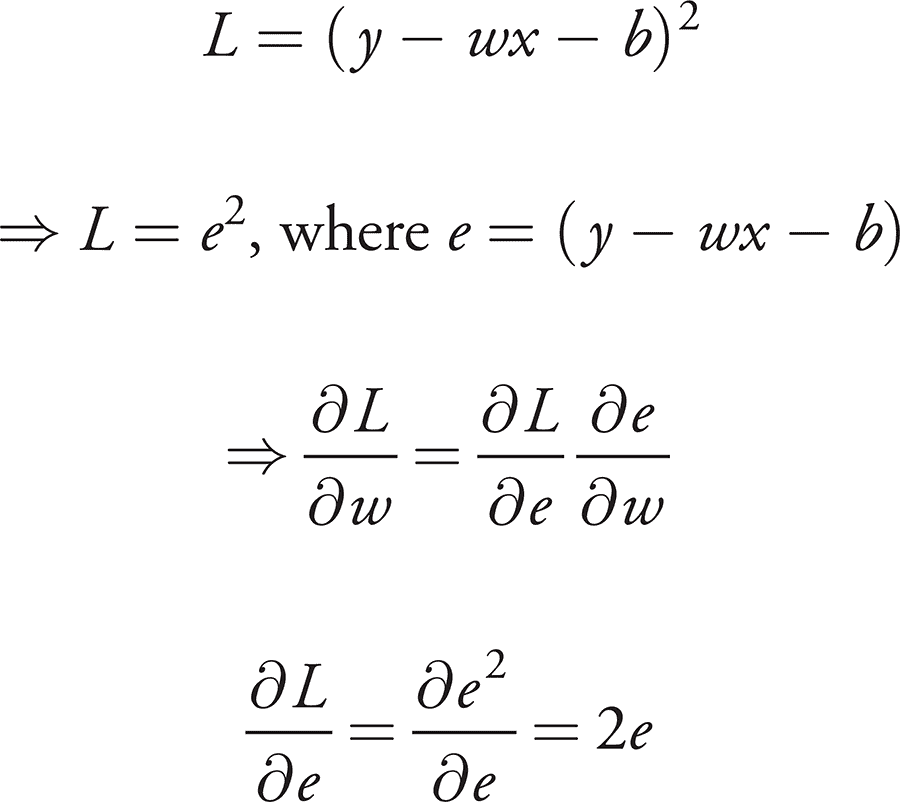 L = (y − wx − b)²
⇒ L = e², where e = (y − wx − b)
⇒ ∂L/∂w = ∂L/∂e ∂e/∂w
∂L/∂e = ∂e²/∂e = 2e